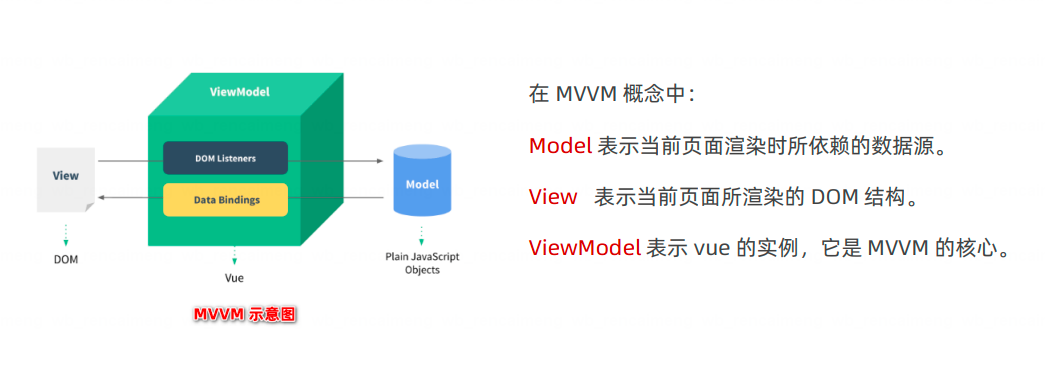 ViewModel
DOM Listeners
View
Model
Data Bindings
DOM
Plain JavaScript
Objects
Vue
MVVM 示意图
在 MVVM 概念中：
Model 表示当前页面渲染时所依赖的数据源。
View 表示当前页面所渲染的 DOM 结构。
ViewModel 表示 vue 的实例，它是 MVVM 的核心。